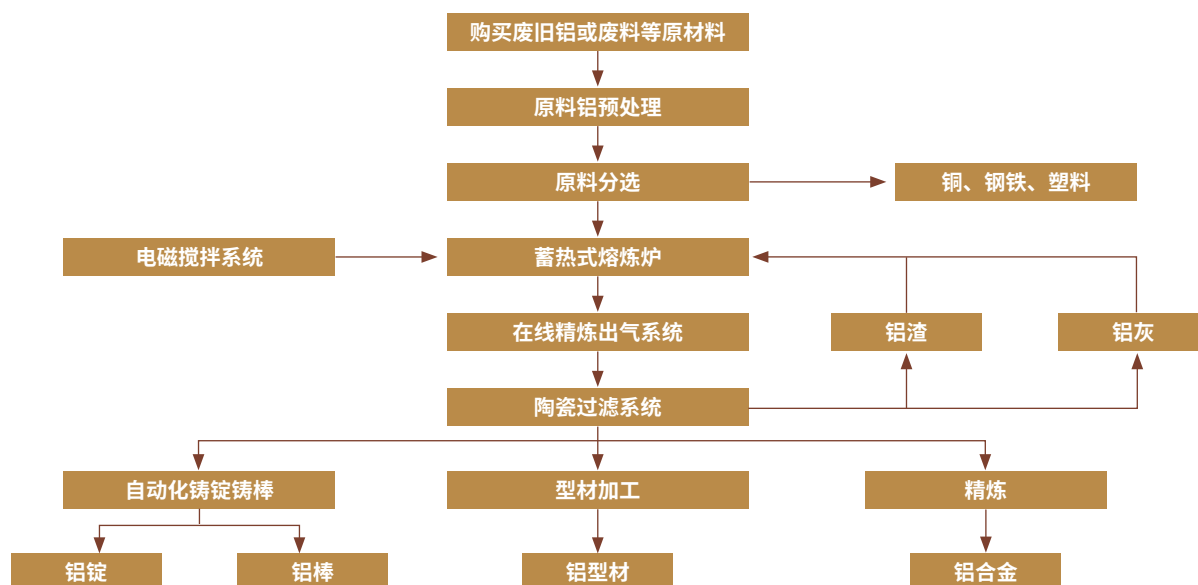 购买废旧铝或废料等原材料
原料铝预处理
原料分选
铜、钢铁、塑料
电磁搅拌系统
蓄热式熔炼炉
在线精炼出气系统
铝渣
铝灰
陶瓷过滤系统
自动化铸锭铸棒
型材加工
精炼
铝锭
铝棒
铝型材
铝合金